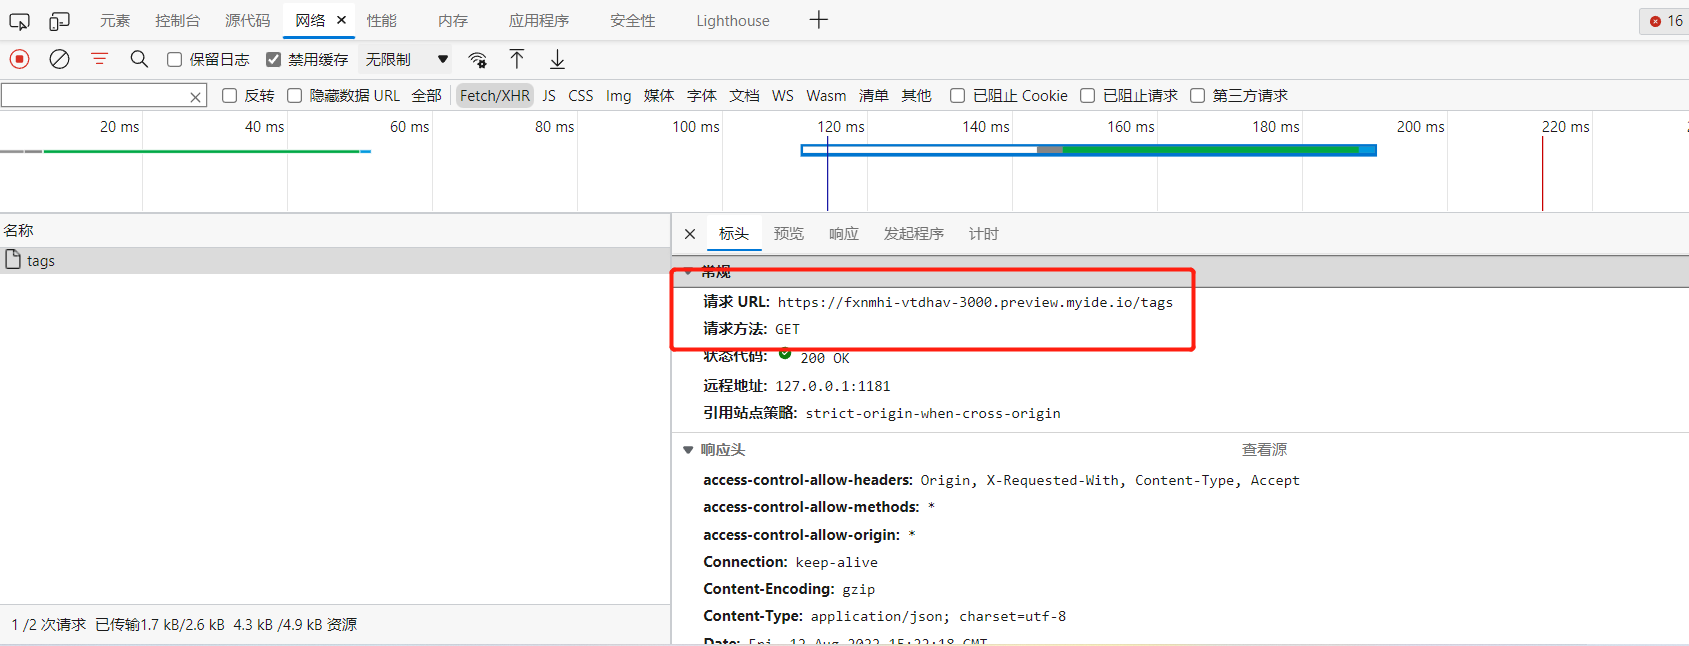 元素 控制台 源代码 网络 × 性能 内存 应用程序 安全性 Lighthouse + 16
保留日志 禁用缓存 无限制
反转 隐藏数据 URL 全部 Fetch/XHR JS CSS Img 媒体 字体 文档 WS Wasm 清单 其他 已阻止 Cookie 已阻止请求 第三方请求
20 ms 40 ms 60 ms 80 ms 100 ms 120 ms 140 ms 160 ms 180 ms 200 ms 220 ms
名称
tags
标头 预览 响应 发起程序 计时
常规
请求 URL: https://fxnmhi-vtdhav-3000.preview.myide.io/tags
请求方法: GET
状态代码: 200 OK
远程地址: 127.0.0.1:1181
引用站点策略: strict-origin-when-cross-origin
响应头 查看源
access-control-allow-headers: Origin, X-Requested-With, Content-Type, Accept
access-control-allow-methods: *
access-control-allow-origin: *
Connection: keep-alive
Content-Encoding: gzip
Content-Type: application/json; charset=utf-8
Date: Fri, 12 Aug 2022 15:22:18 GMT
1 /2 次请求 已传输1.7 kB/2.6 kB 4.3 kB /4.9 kB 资源